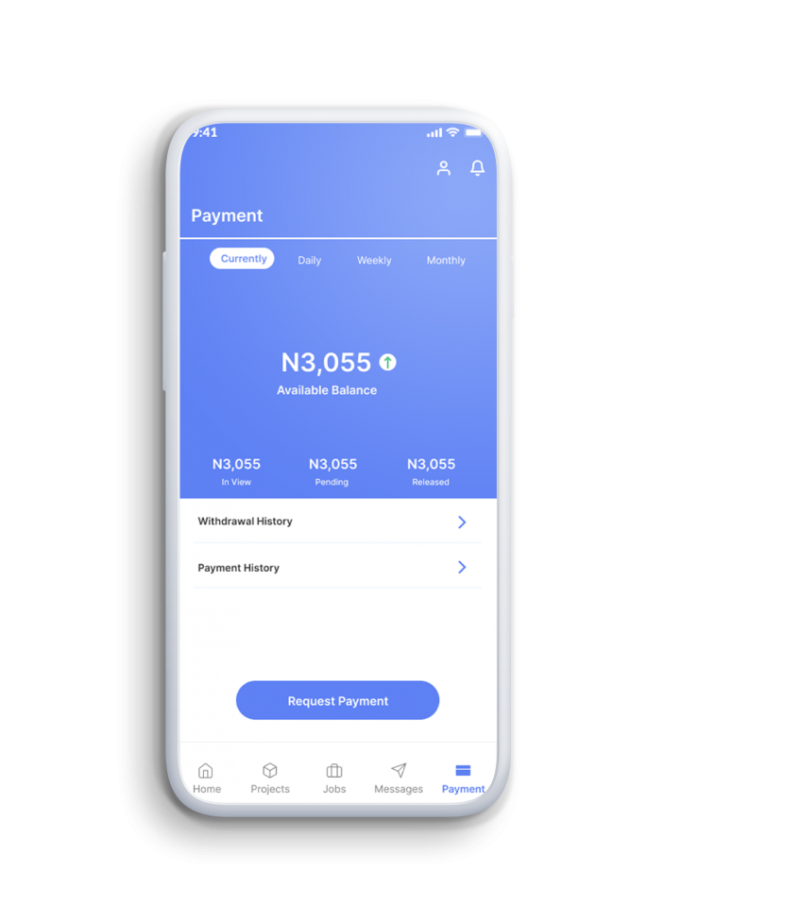 9:41
Payment
Currently Daily Weekly Monthly
N3,055
Available Balance
N3,055 N3,055 N3,055
In View Pending Released
Withdrawal History
Payment History
Request Payment
Home Projects Jobs Messages Payment